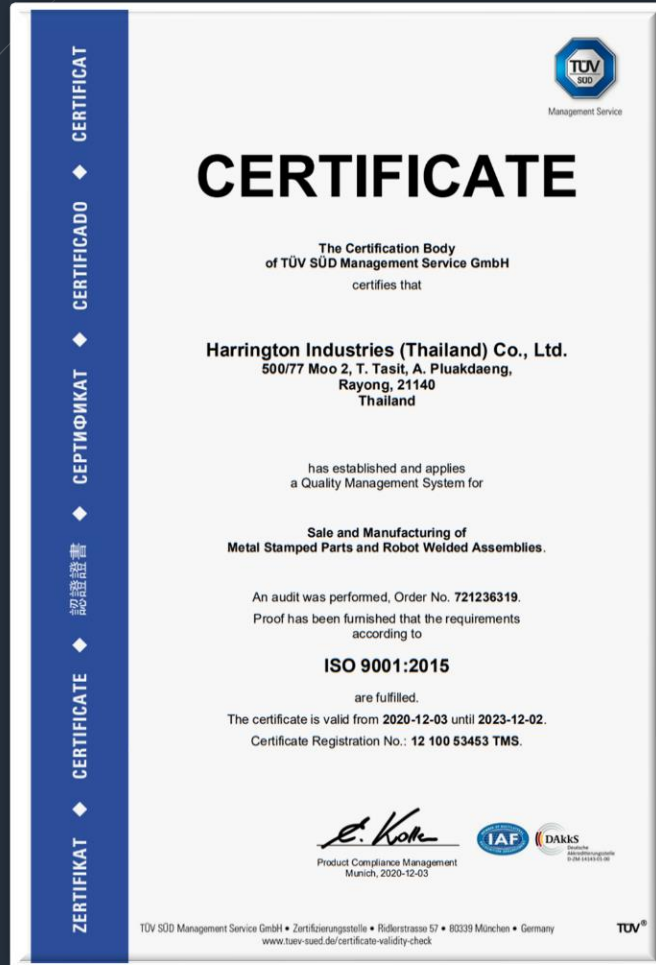 ZERTIFIKAT ◆ CERTIFICATE ◆ 認證證書 ◆ СЕРТИФИКАТ ◆ CERTIFICADO ◆ CERTIFICAT
TÜV
SÜD
Management Service
CERTIFICATE
The Certification Body
of TÜV SÜD Management Service GmbH
certifies that
Harrington Industries (Thailand) Co., Ltd.
500/77 Moo 2, T. Tasit, A. Pluakdaeng,
Rayong, 21140
Thailand
has established and applies
a Quality Management System for
Sale and Manufacturing of
Metal Stamped Parts and Robot Welded Assemblies.
An audit was performed, Order No. 721236319.
Proof has been furnished that the requirements
according to
ISO 9001:2015
are fulfilled.
The certificate is valid from 2020-12-03 until 2023-12-02.
Certificate Registration No.: 12 100 53453 TMS.
Product Compliance Management
Munich, 2020-12-03
IAF
DAkkS
Deutsche
Akkreditierungsstelle
D-ZM-14143-01-00
TÜV SÜD Management Service GmbH • Zertifizierungsstelle • Ridlerstrasse 57 • 80339 München • Germany
www.tuev-sued.de/certificate-validity-check
TÜV®